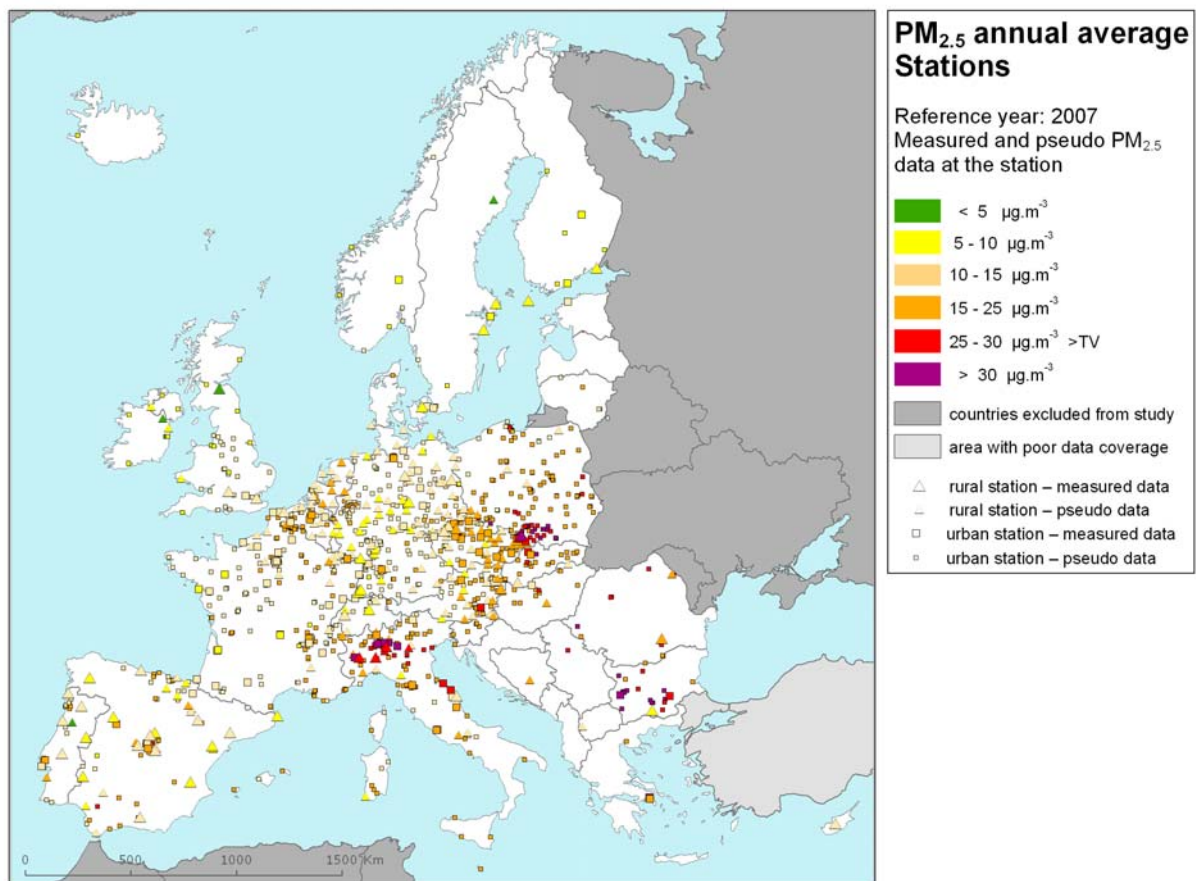 PM2.5 annual average
Stations
Reference year: 2007
Measured and pseudo PM2.5
data at the station
< 5 µg.m-3
5 - 10 µg.m-3
10 - 15 µg.m-3
15 - 25 µg.m-3
25 - 30 µg.m-3 >TV
> 30 µg.m-3
countries excluded from study
area with poor data coverage
rural station – measured data
rural station – pseudo data
urban station – measured data
urban station – pseudo data
0 500 1000 1500 Km